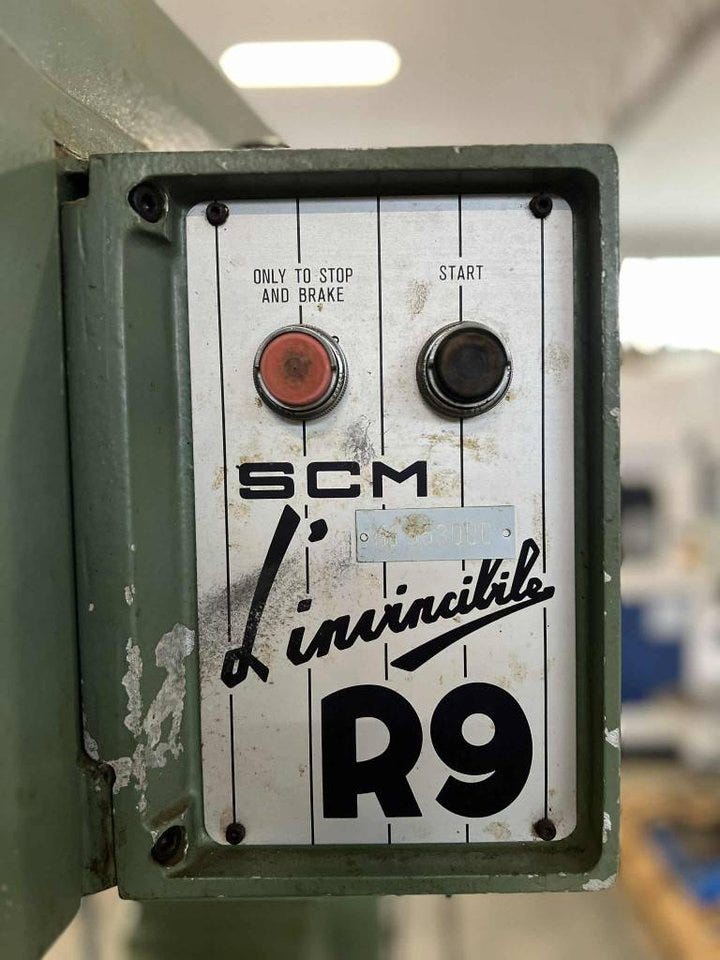 ONLY TO STOP
AND BRAKE
START
SCM
L'invincibile
R9